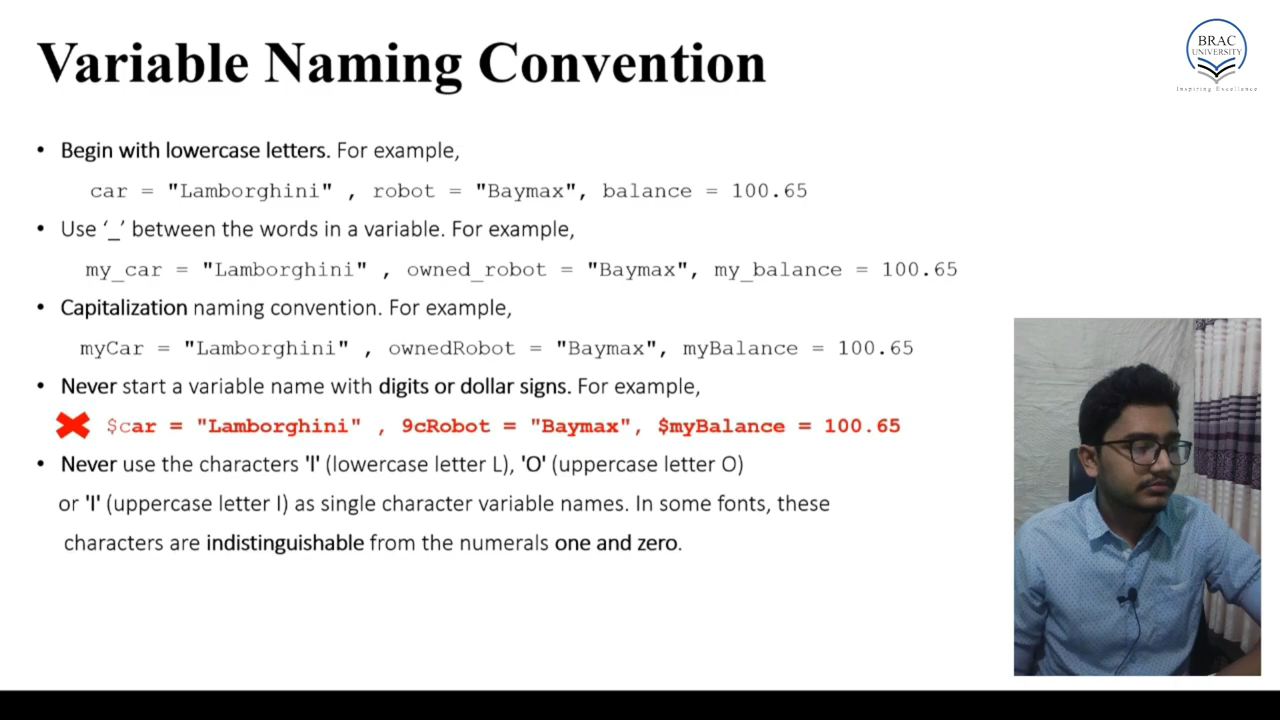 Variable Naming Convention
BRAC
UNIVERSITY
Inspiring Excellence
• Begin with lowercase letters. For example,
car = "Lamborghini" , robot = "Baymax", balance = 100.65
• Use ‘_’ between the words in a variable. For example,
my_car = "Lamborghini" , owned_robot = "Baymax", my_balance = 100.65
• Capitalization naming convention. For example,
myCar = "Lamborghini" , ownedRobot = "Baymax", myBalance = 100.65
• Never start a variable name with digits or dollar signs. For example,
$car = "Lamborghini" , 9cRobot = "Baymax", $myBalance = 100.65
• Never use the characters 'l' (lowercase letter L), 'O' (uppercase letter O)
or 'I' (uppercase letter I) as single character variable names. In some fonts, these
characters are indistinguishable from the numerals one and zero.